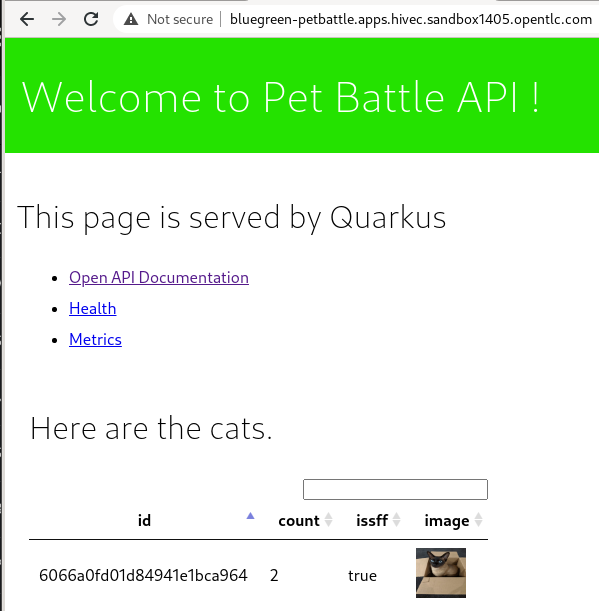 Not secure | bluegreen-petbattle.apps.hivec.sandbox1405.opentlc.com
Welcome to Pet Battle API !
This page is served by Quarkus
Open API Documentation
Health
Metrics
Here are the cats.
id count issff image
6066a0fd01d84941e1bca964 2 true